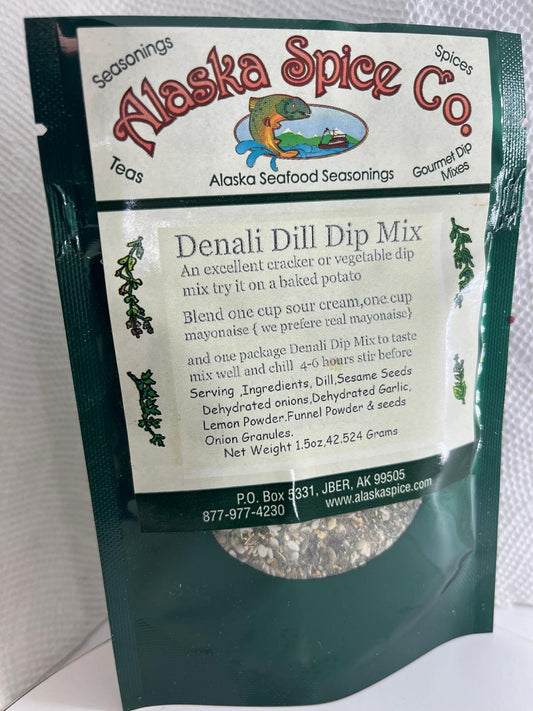 Seasonings
Spices
Alaska Spice Co.
Teas
Gourmet Dip
Mixes
Alaska Seafood Seasonings
Denali Dill Dip Mix
An excellent cracker or vegetable dip
mix try it on a baked potato
Blend one cup sour cream,one cup
mayonaise { we prefere real mayonaise}
and one package Denali Dip Mix to taste
mix well and chill 4-6 hours stir before
Serving ,Ingredients, Dill,Sesame Seeds
Dehydrated onions,Dehydrated Garlic,
Lemon Powder.Funnel Powder & seeds
Onion Granules.
Net Weight 1.5oz,42.524 Grams
P.O. Box 5331, JBER, AK 99505
877-977-4230 www.alaskaspice.com